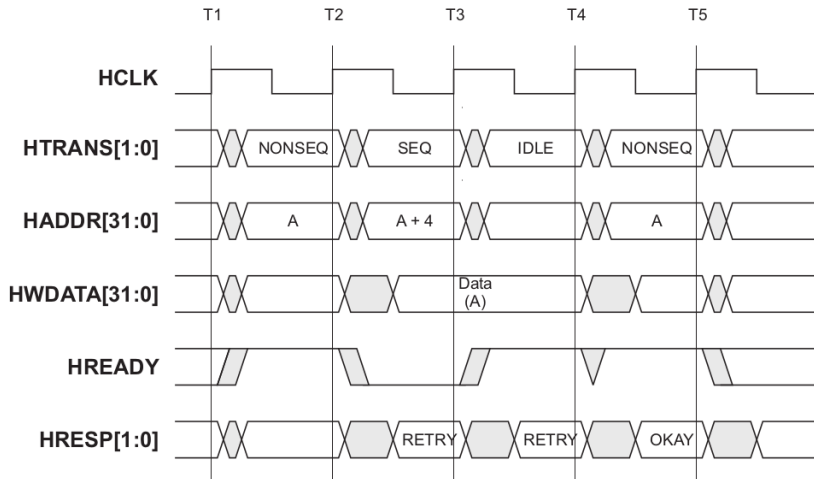 T1 T2 T3 T4 T5
HCLK
HTRANS[1:0] NONSEQ SEQ IDLE NONSEQ
HADDR[31:0] A A + 4 A
HWDATA[31:0] Data
(A)
HREADY
HRESP[1:0] RETRY RETRY OKAY